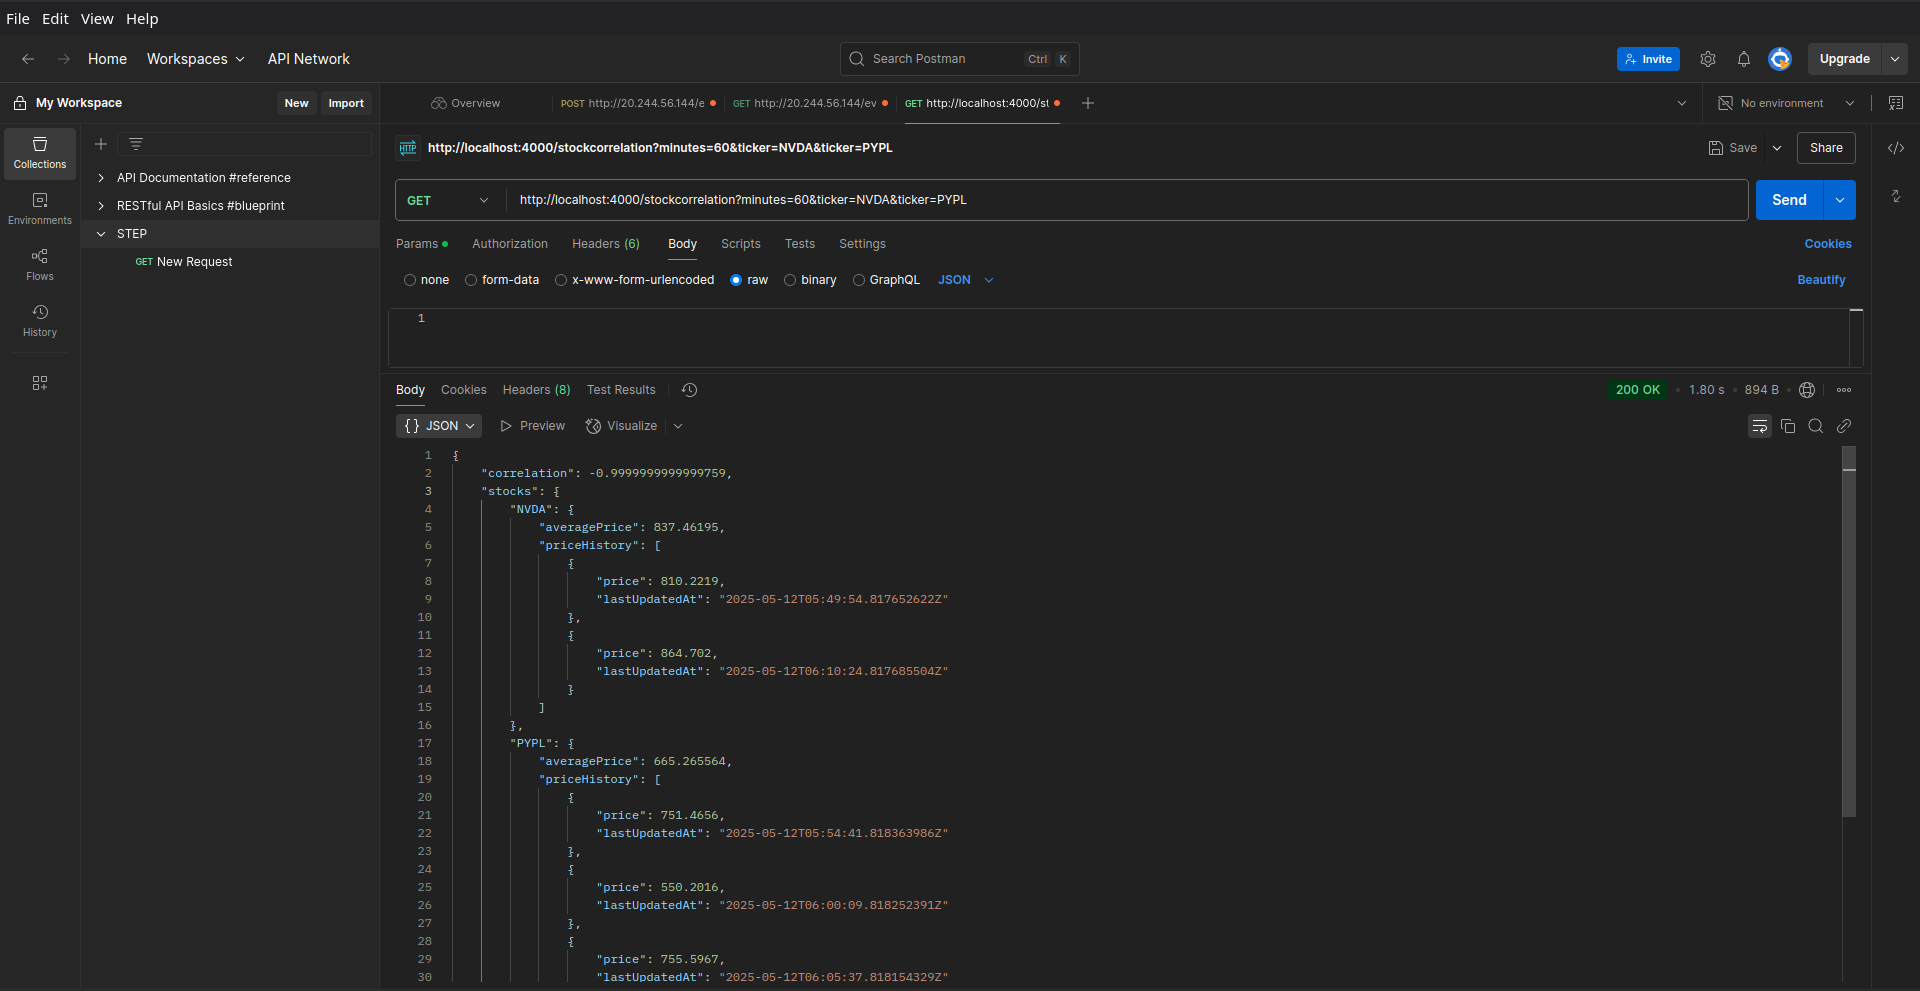 File Edit View Help
Home Workspaces API Network Search Postman Ctrl K Invite Upgrade
My Workspace New Import Overview POST http://20.244.56.144/e GET http://20.244.56.144/ev GET http://localhost:4000/st No environment
Collections
Environments
Flows
History
API Documentation #reference
RESTful API Basics #blueprint
STEP
GET New Request
HTTP http://localhost:4000/stockcorrelation?minutes=60&ticker=NVDA&ticker=PYPL Save Share
GET http://localhost:4000/stockcorrelation?minutes=60&ticker=NVDA&ticker=PYPL Send
Params Authorization Headers (6) Body Scripts Tests Settings Cookies
none form-data x-www-form-urlencoded raw binary GraphQL JSON Beautify
1
Body Cookies Headers (8) Test Results 200 OK • 1.80 s • 894 B
{} JSON Preview Visualize
1 {
2 "correlation": -0.9999999999999759,
3 "stocks": {
4 "NVDA": {
5 "averagePrice": 837.46195,
6 "priceHistory": [
7 {
8 "price": 810.2219,
9 "lastUpdatedAt": "2025-05-12T05:49:54.817652622Z"
10 },
11 {
12 "price": 864.702,
13 "lastUpdatedAt": "2025-05-12T06:10:24.817685504Z"
14 }
15 ]
16 },
17 "PYPL": {
18 "averagePrice": 665.265564,
19 "priceHistory": [
20 {
21 "price": 751.4656,
22 "lastUpdatedAt": "2025-05-12T05:54:41.818363986Z"
23 },
24 {
25 "price": 550.2016,
26 "lastUpdatedAt": "2025-05-12T06:00:09.818252391Z"
27 },
28 {
29 "price": 755.5967,
30 "lastUpdatedAt": "2025-05-12T06:05:37.818154329Z"